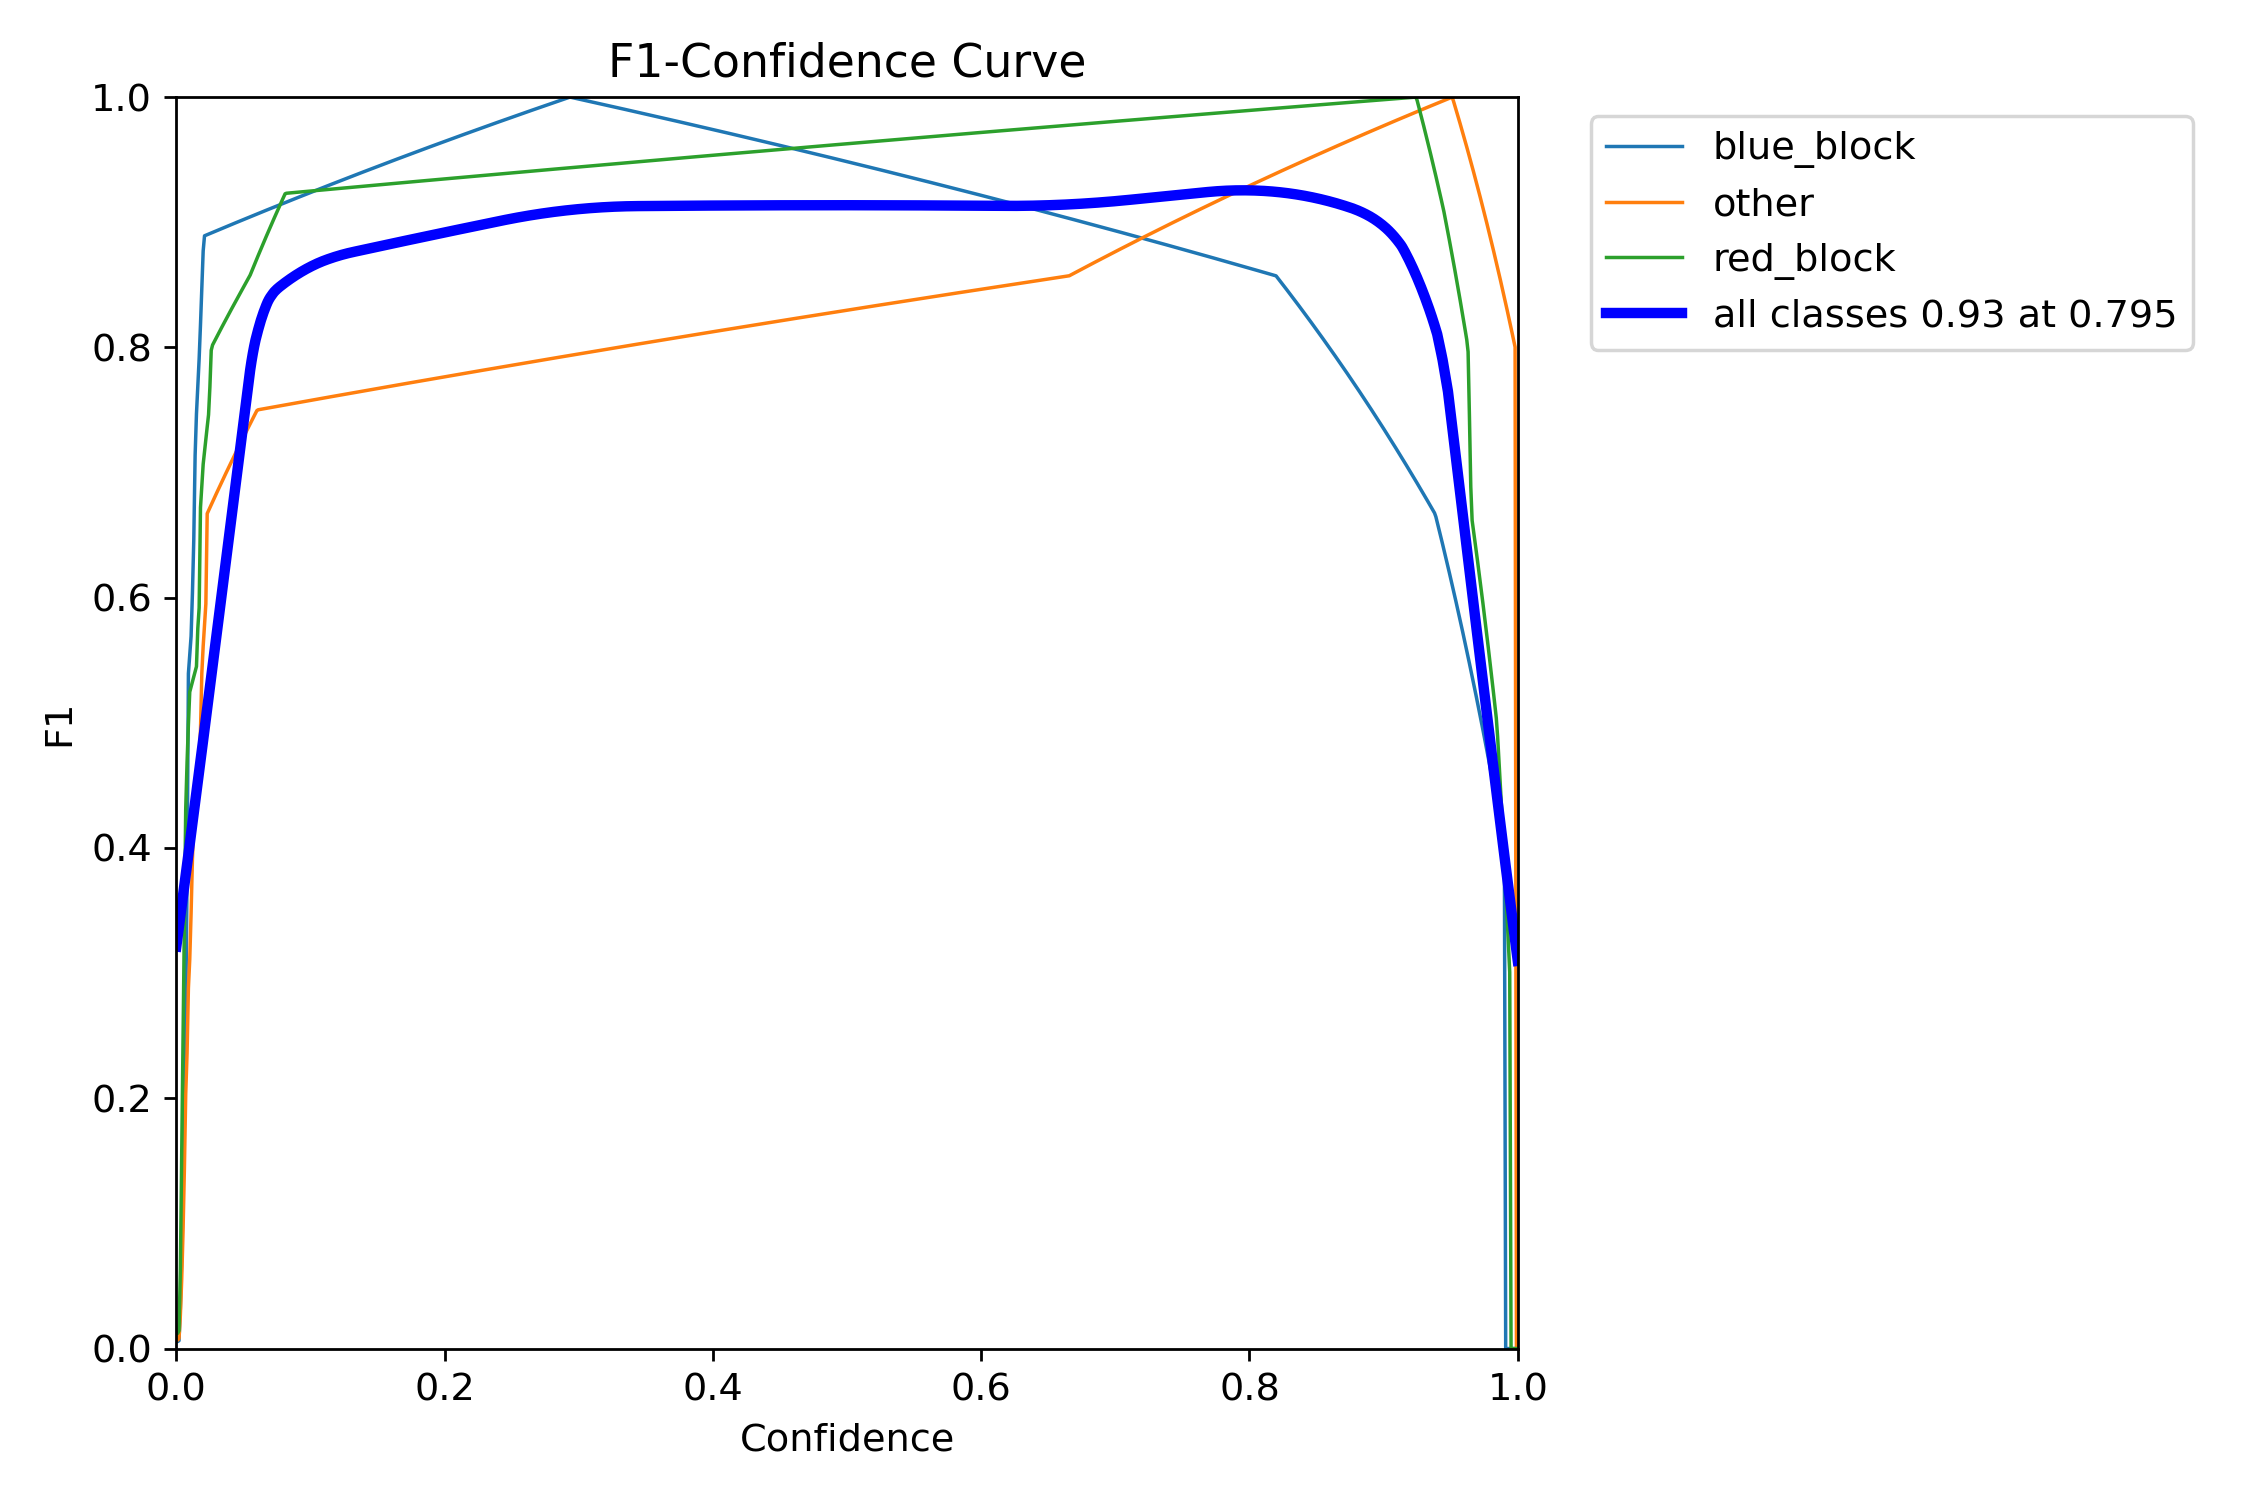 F1-Confidence Curve
1.0
0.8
0.6
0.4
0.2
0.0
F1
0.0 0.2 0.4 0.6 0.8 1.0
Confidence
blue_block
other
red_block
all classes 0.93 at 0.795